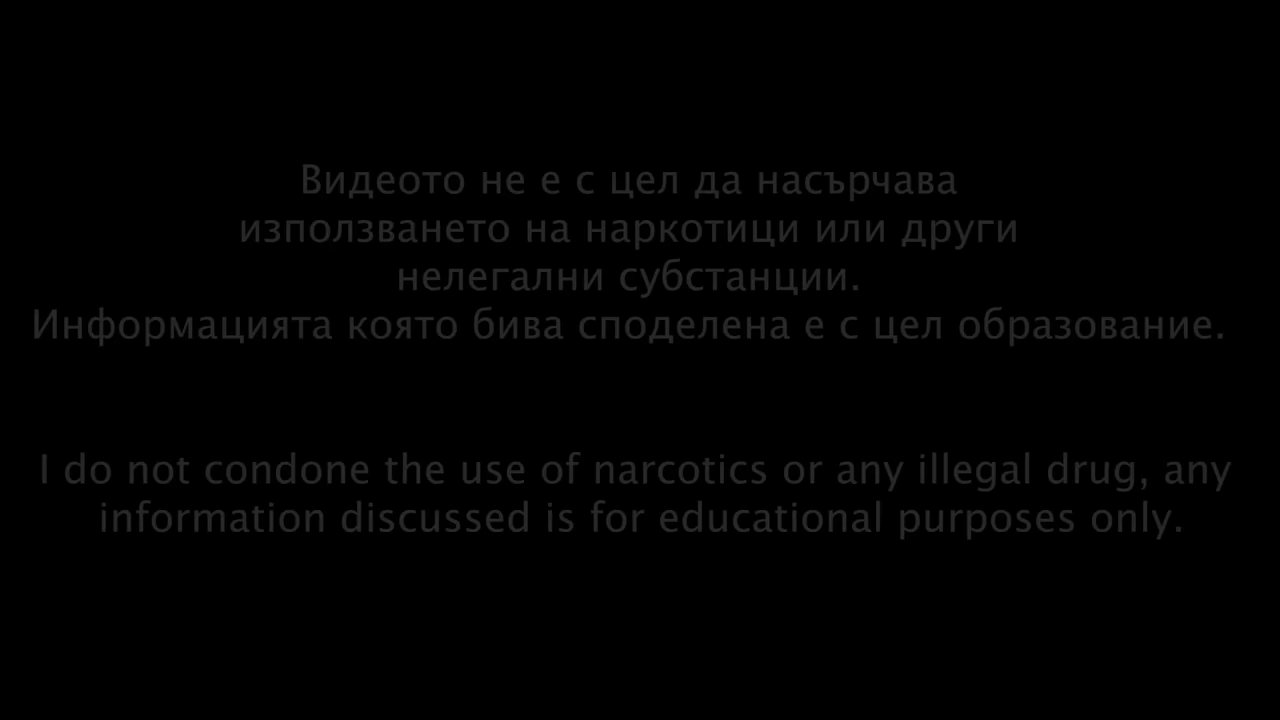 Видеото не е с цел да насърчава
използването на наркотици или други
нелегални субстанции.
Информацията която бива споделена е с цел образование.
I do not condone the use of narcotics or any illegal drug, any
information discussed is for educational purposes only.